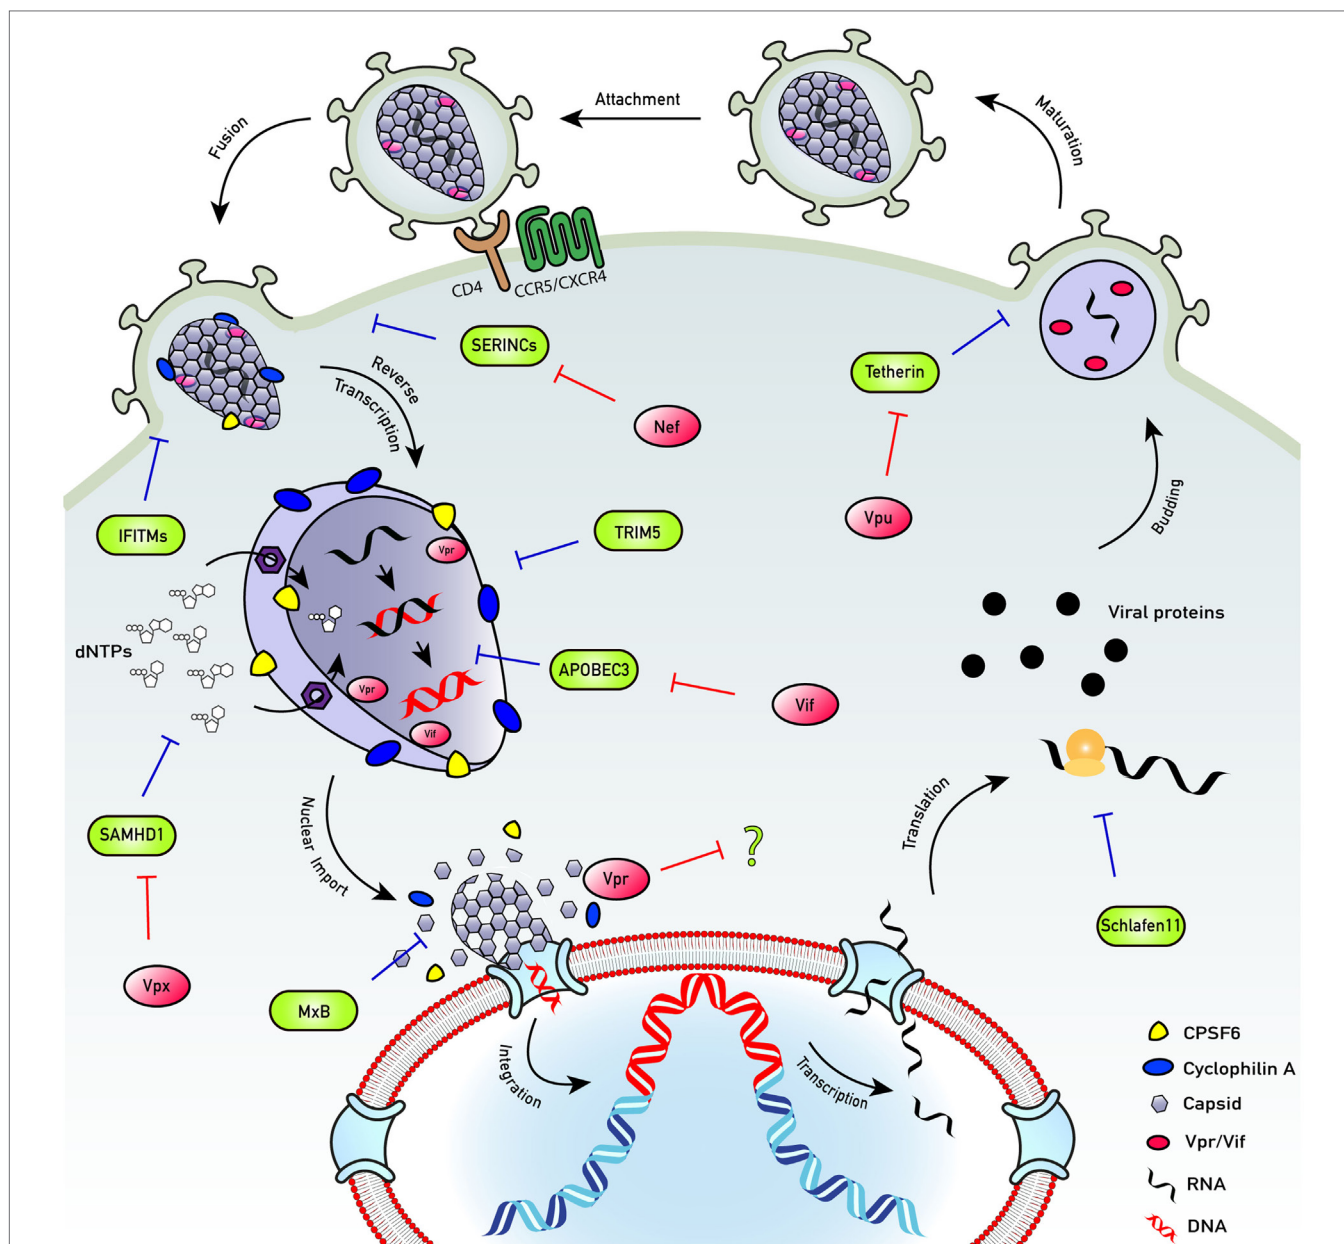 Attachment
Maturation
Fusion
CD4
CCR5/CXCR4
SERINCs
Nef
Tetherin
Vpu
Reverse
Transcription
IFITMs
TRIM5
Vpr
Budding
dNTPs
Viral proteins
APOBEC3
Vif
Vpr
Vif
SAMHD1
Nuclear Import
Vpr
?
Translation
Schlafen11
Vpx
MxB
Integration
Transcription
CPSF6
Cyclophilin A
Capsid
Vpr/Vif
RNA
DNA